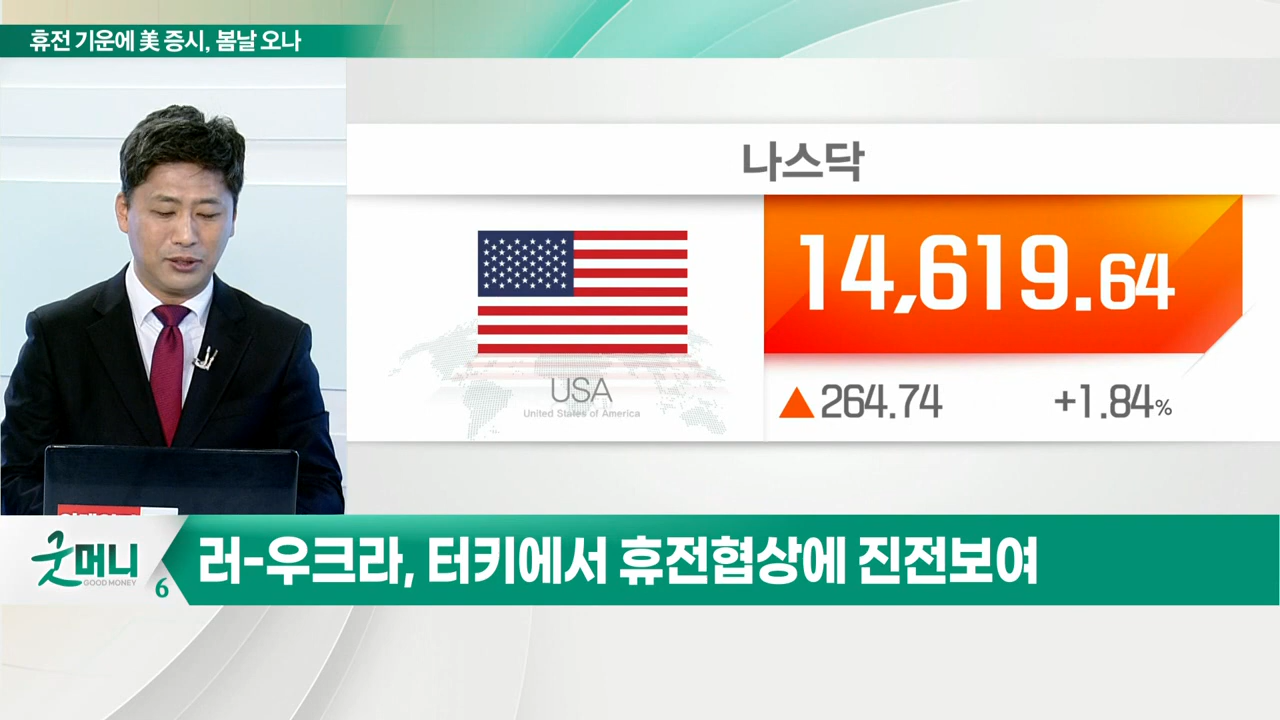 휴전 기운에 美 증시, 봄날 오나
나스닥
14,619.64
USA
United States of America
▲264.74 +1.84%
굿머니
GOOD MONEY
6
러-우크라, 터키에서 휴전협상에 진전보여